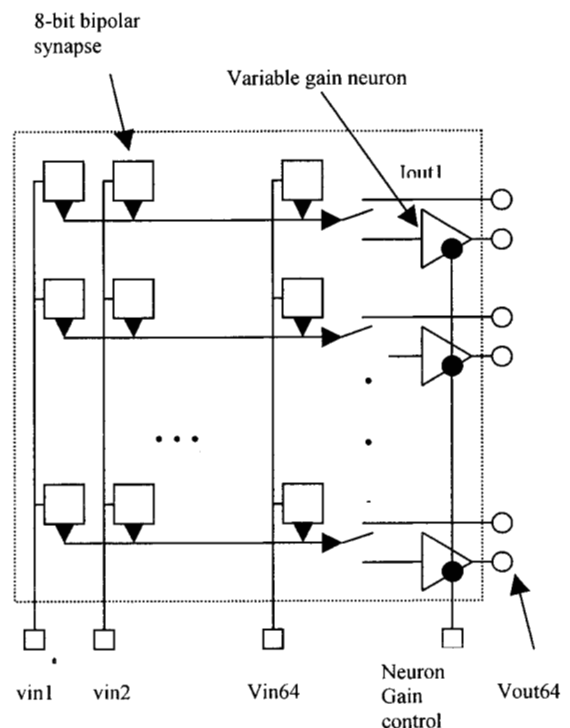 8-bit bipolar
synapse
Variable gain neuron
Iout1
vin1
vin2
Vin64
Neuron
Gain
control
Vout64